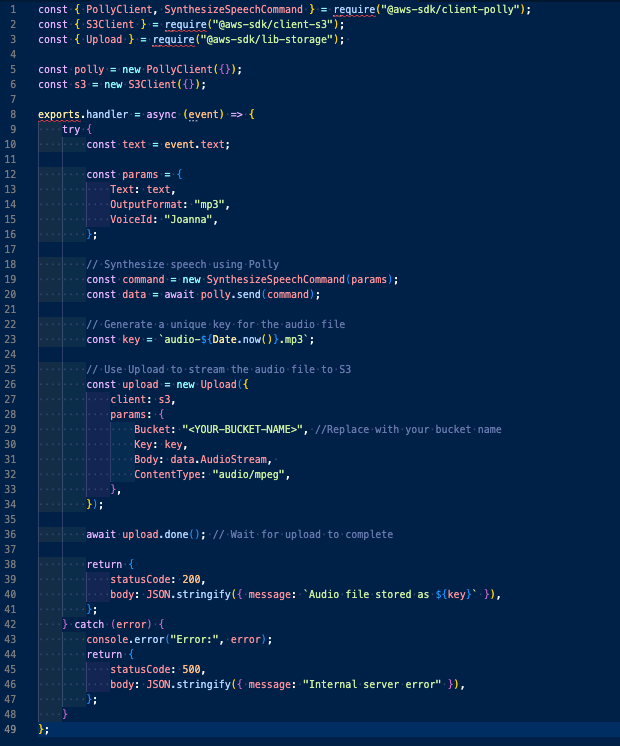 1 const { PollyClient, SynthesizeSpeechCommand } = require("@aws-sdk/client-polly");
2 const { S3Client } = require("@aws-sdk/client-s3");
3 const { Upload } = require("@aws-sdk/lib-storage");
4
5 const polly = new PollyClient({});
6 const s3 = new S3Client({});
7
8 exports.handler = async (event) => {
9     try {
10         const text = event.text;
11
12         const params = {
13             Text: text,
14             OutputFormat: "mp3",
15             VoiceId: "Joanna",
16         };
17
18         // Synthesize speech using Polly
19         const command = new SynthesizeSpeechCommand(params);
20         const data = await polly.send(command);
21
22         // Generate a unique key for the audio file
23         const key = `audio-${Date.now()}.mp3`;
24
25         // Use Upload to stream the audio file to S3
26         const upload = new Upload({
27             client: s3,
28             params: {
29                 Bucket: "<YOUR-BUCKET-NAME>", //Replace with your bucket name
30                 Key: key,
31                 Body: data.AudioStream,
32                 ContentType: "audio/mpeg",
33             },
34         });
35
36         await upload.done(); // Wait for upload to complete
37
38         return {
39             statusCode: 200,
40             body: JSON.stringify({ message: `Audio file stored as ${key}` }),
41         };
42     } catch (error) {
43         console.error("Error:", error);
44         return {
45             statusCode: 500,
46             body: JSON.stringify({ message: "Internal server error" }),
47         };
48     }
49 };